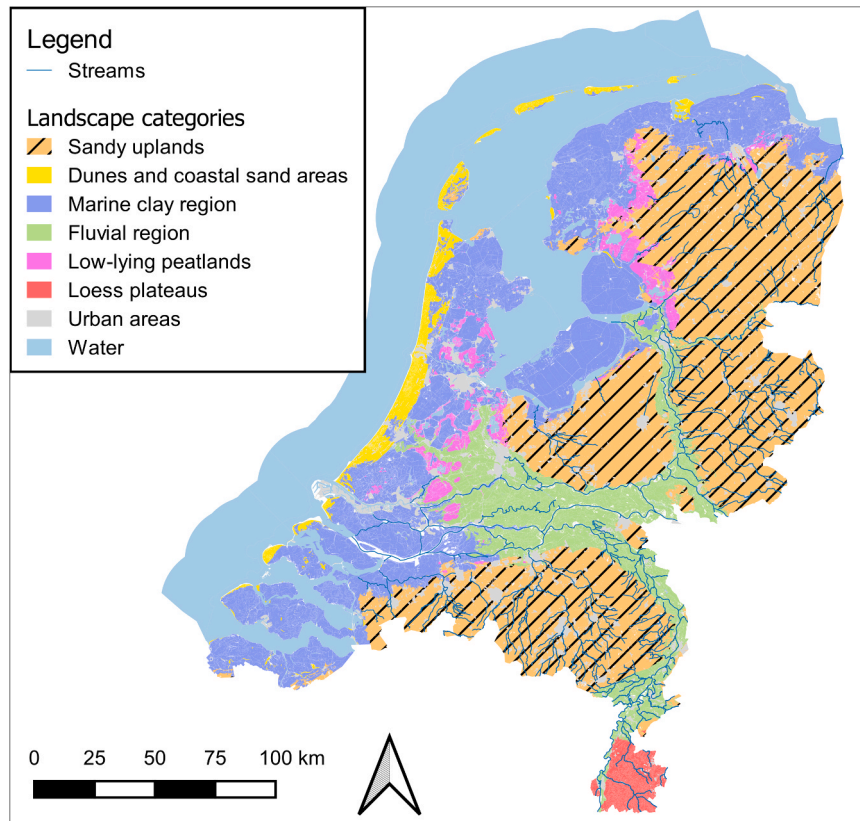 Legend
Streams
Landscape categories
Sandy uplands
Dunes and coastal sand areas
Marine clay region
Fluvial region
Low-lying peatlands
Loess plateaus
Urban areas
Water
0 25 50 75 100 km